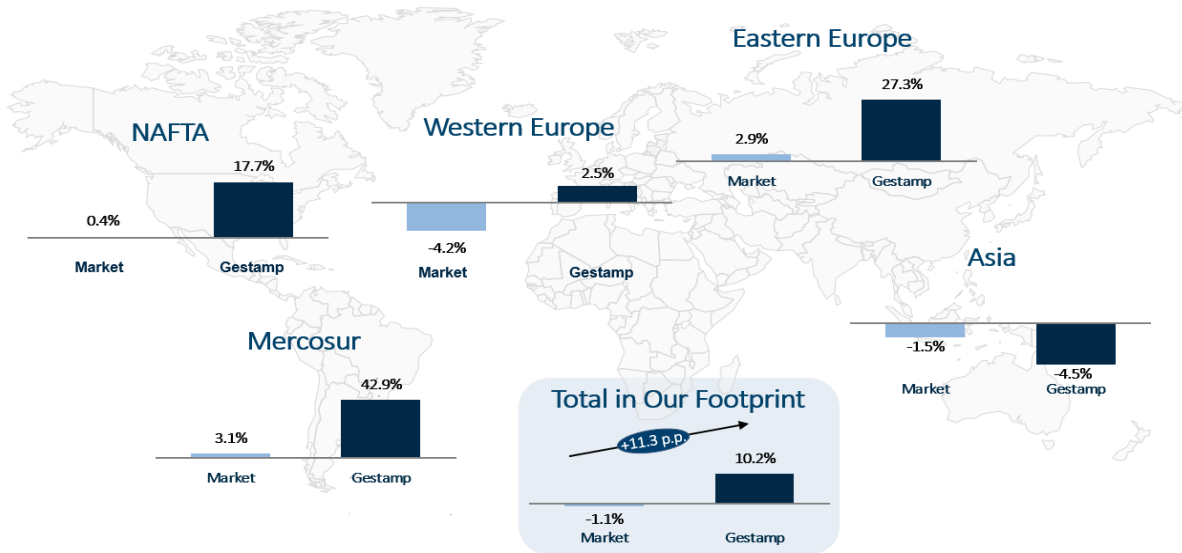 Eastern Europe
27.3%
2.9%
Market
Gestamp
NAFTA
17.7%
0.4%
Market
Gestamp
Western Europe
2.5%
-4.2%
Market
Gestamp
Asia
-1.5%
-4.5%
Market
Gestamp
Mercosur
42.9%
3.1%
Market
Gestamp
Total in Our Footprint
+11.3 p.p.
10.2%
-1.1%
Market
Gestamp